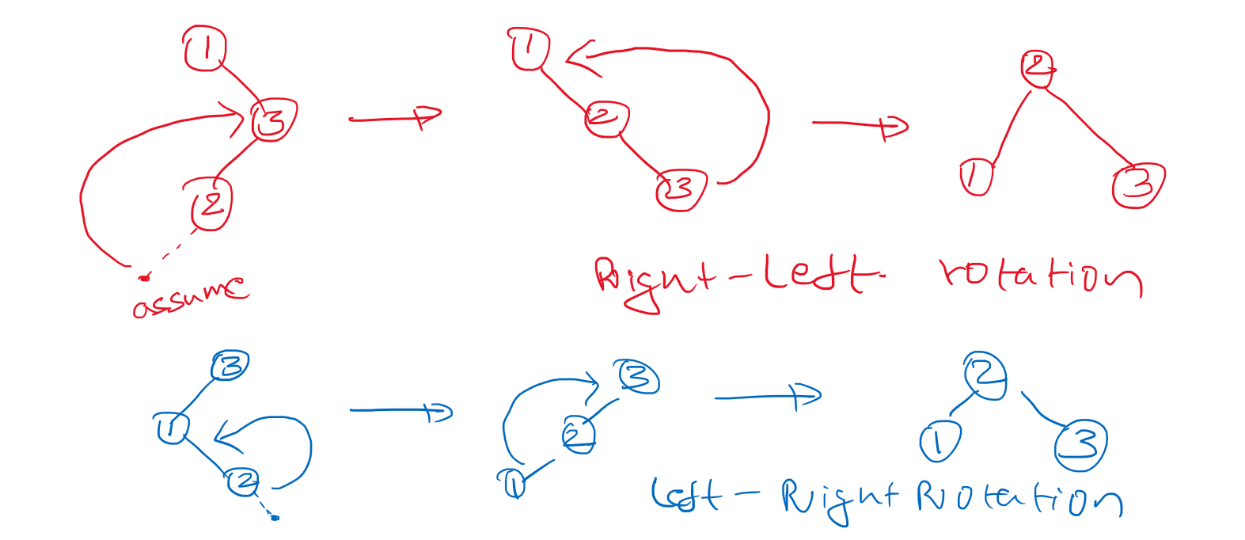 1 1 2
3 2
2 3 1 3
assume
Right-Left rotation
3 3 2
1 2 1 3
2 1
Left-Right Rotation